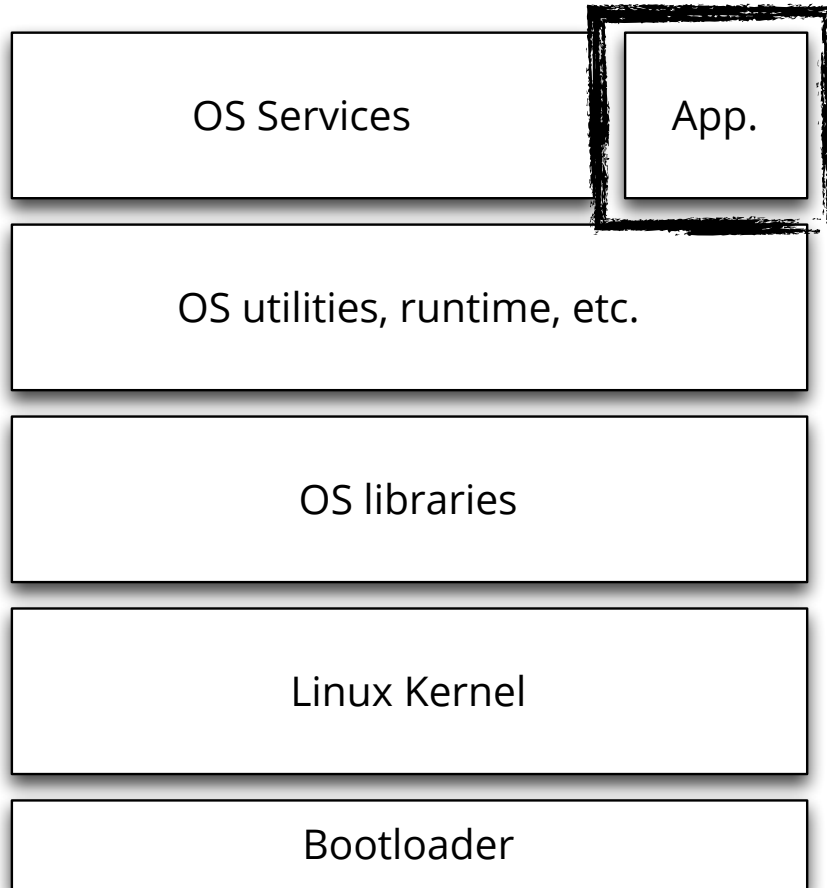 OS Services
App.
OS utilities, runtime, etc.
OS libraries
Linux Kernel
Bootloader